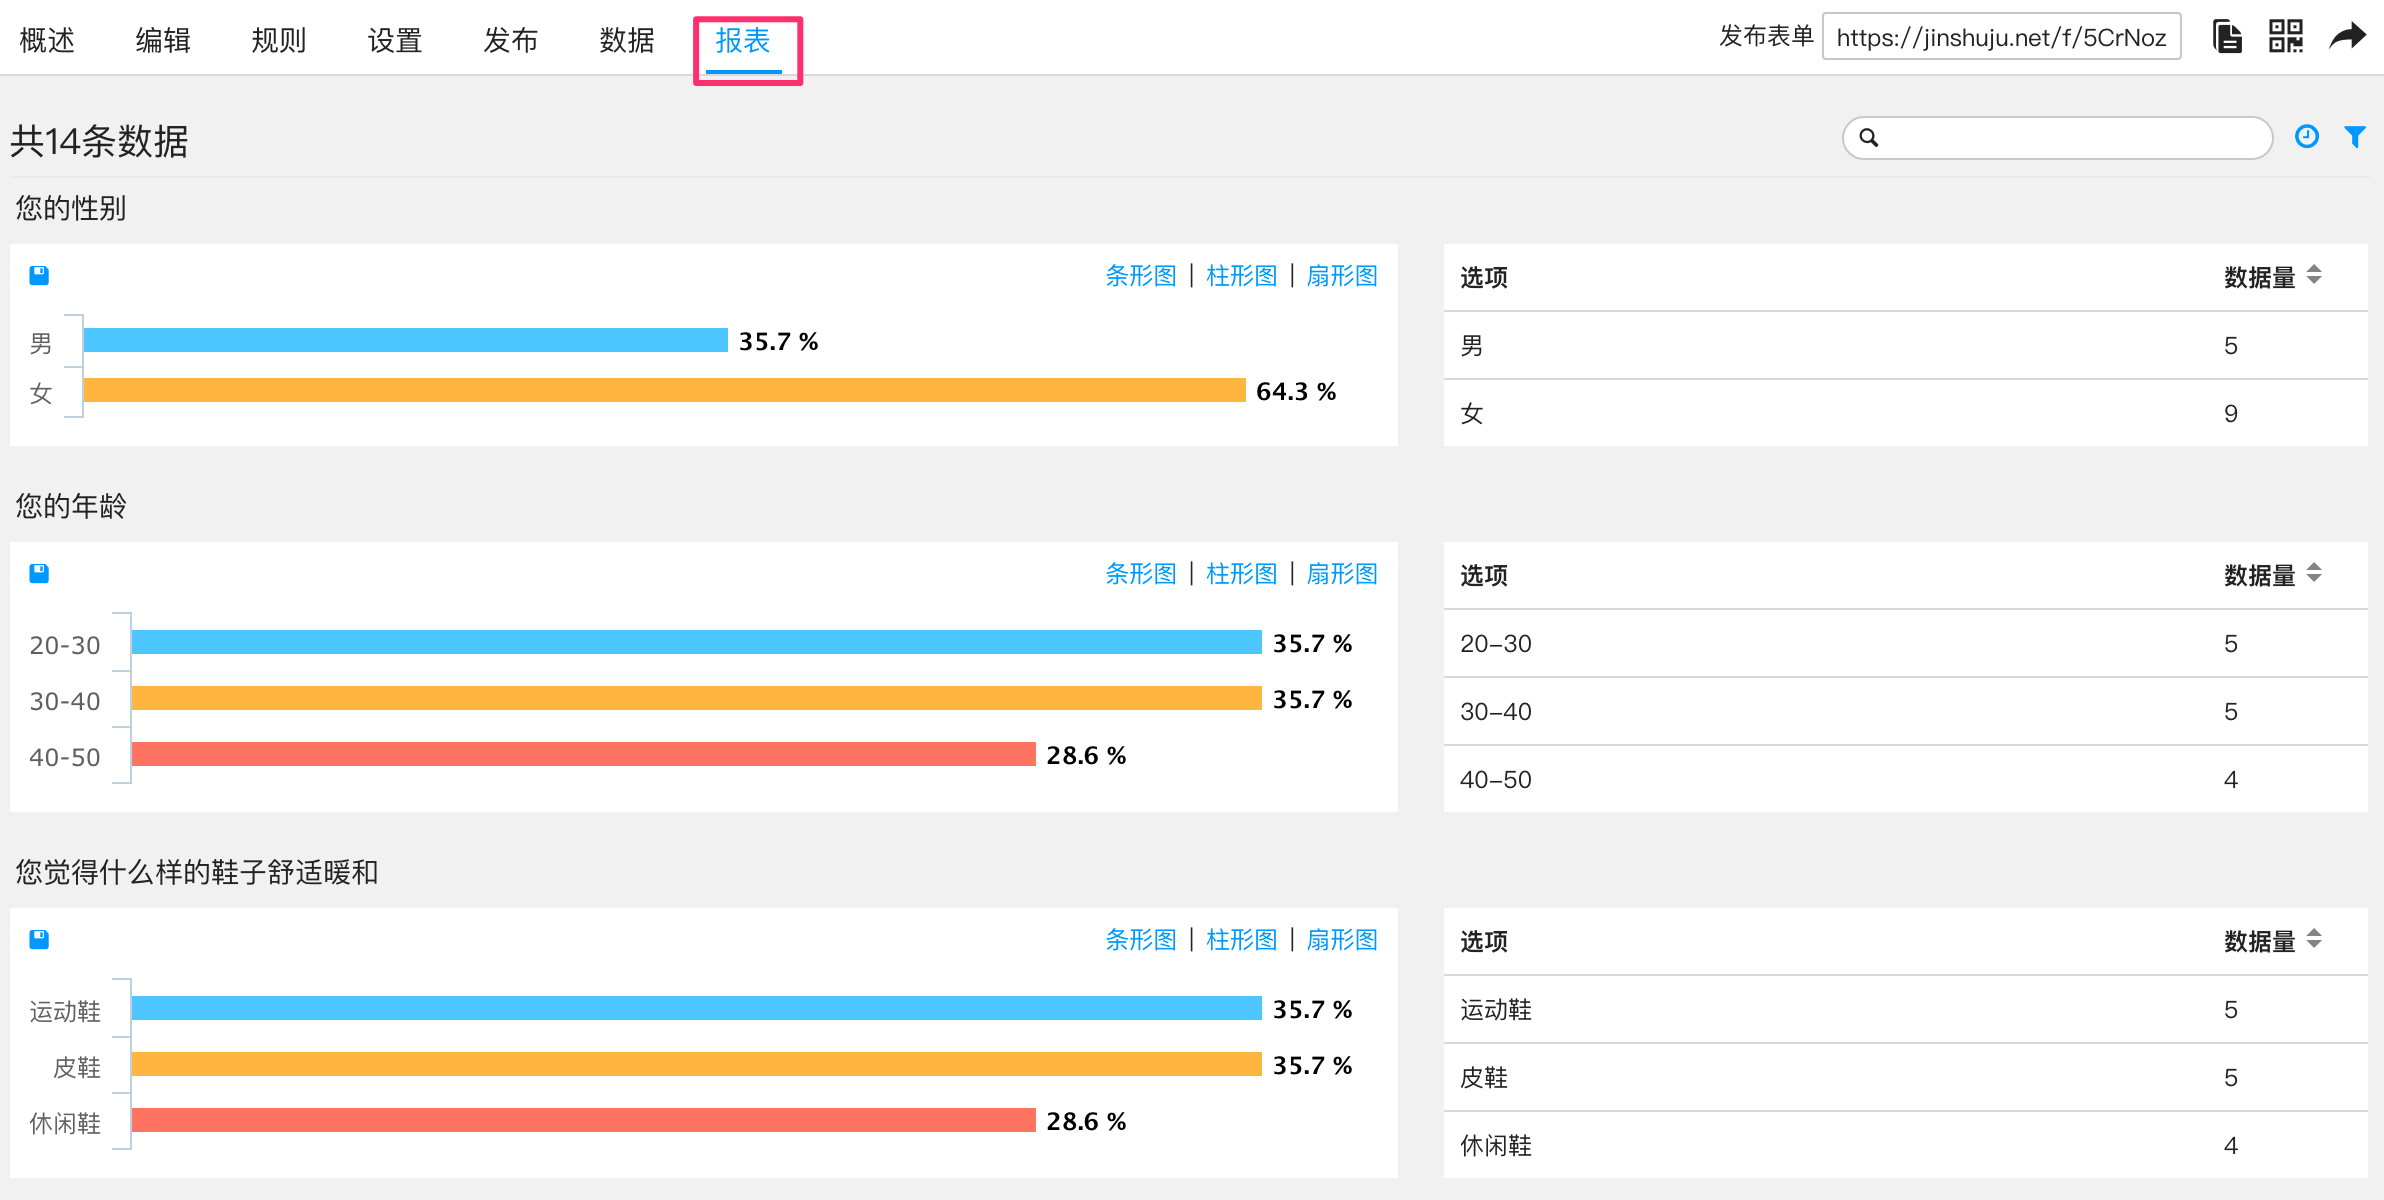 概述 编辑 规则 设置 发布 数据 报表 发布表单 https://jinshuju.net/f/5CrNoz
共14条数据
您的性别
条形图 | 柱形图 | 扇形图
男 35.7 %
女 64.3 %
选项 数据量
男 5
女 9
您的年龄
条形图 | 柱形图 | 扇形图
20-30 35.7 %
30-40 35.7 %
40-50 28.6 %
选项 数据量
20–30 5
30–40 5
40–50 4
您觉得什么样的鞋子舒适暖和
条形图 | 柱形图 | 扇形图
运动鞋 35.7 %
皮鞋 35.7 %
休闲鞋 28.6 %
选项 数据量
运动鞋 5
皮鞋 5
休闲鞋 4